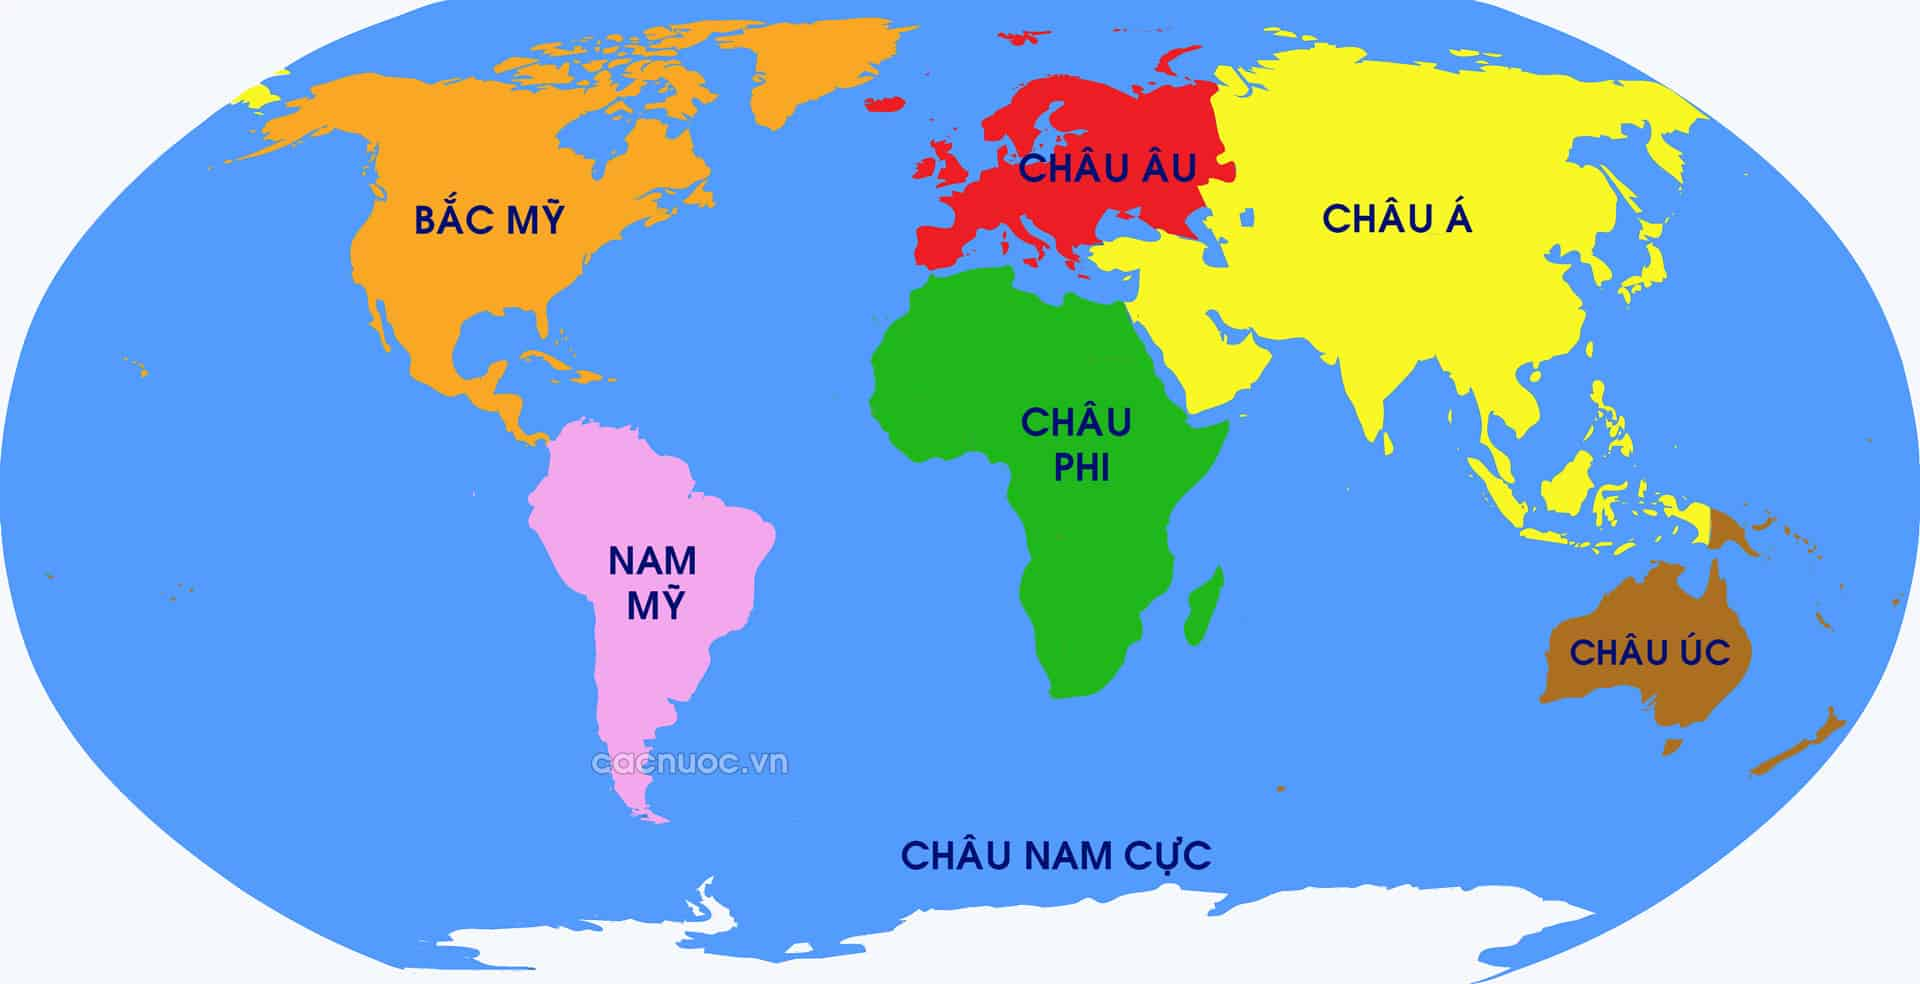 CHÂU ÂU
BẮC MỸ
CHÂU Á
CHÂU
PHI
NAM
MỸ
CHÂU ÚC
cacnuoc.vn
CHÂU NAM CỰC